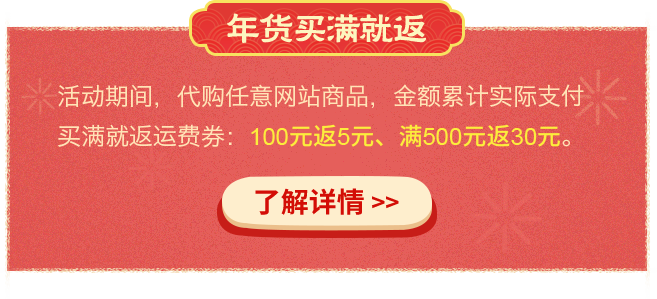 年货买满就返
活动期间，代购任意网站商品，金额累计实际支付
买满就返运费券：100元返5元、满500元返30元。
了解详情 >>